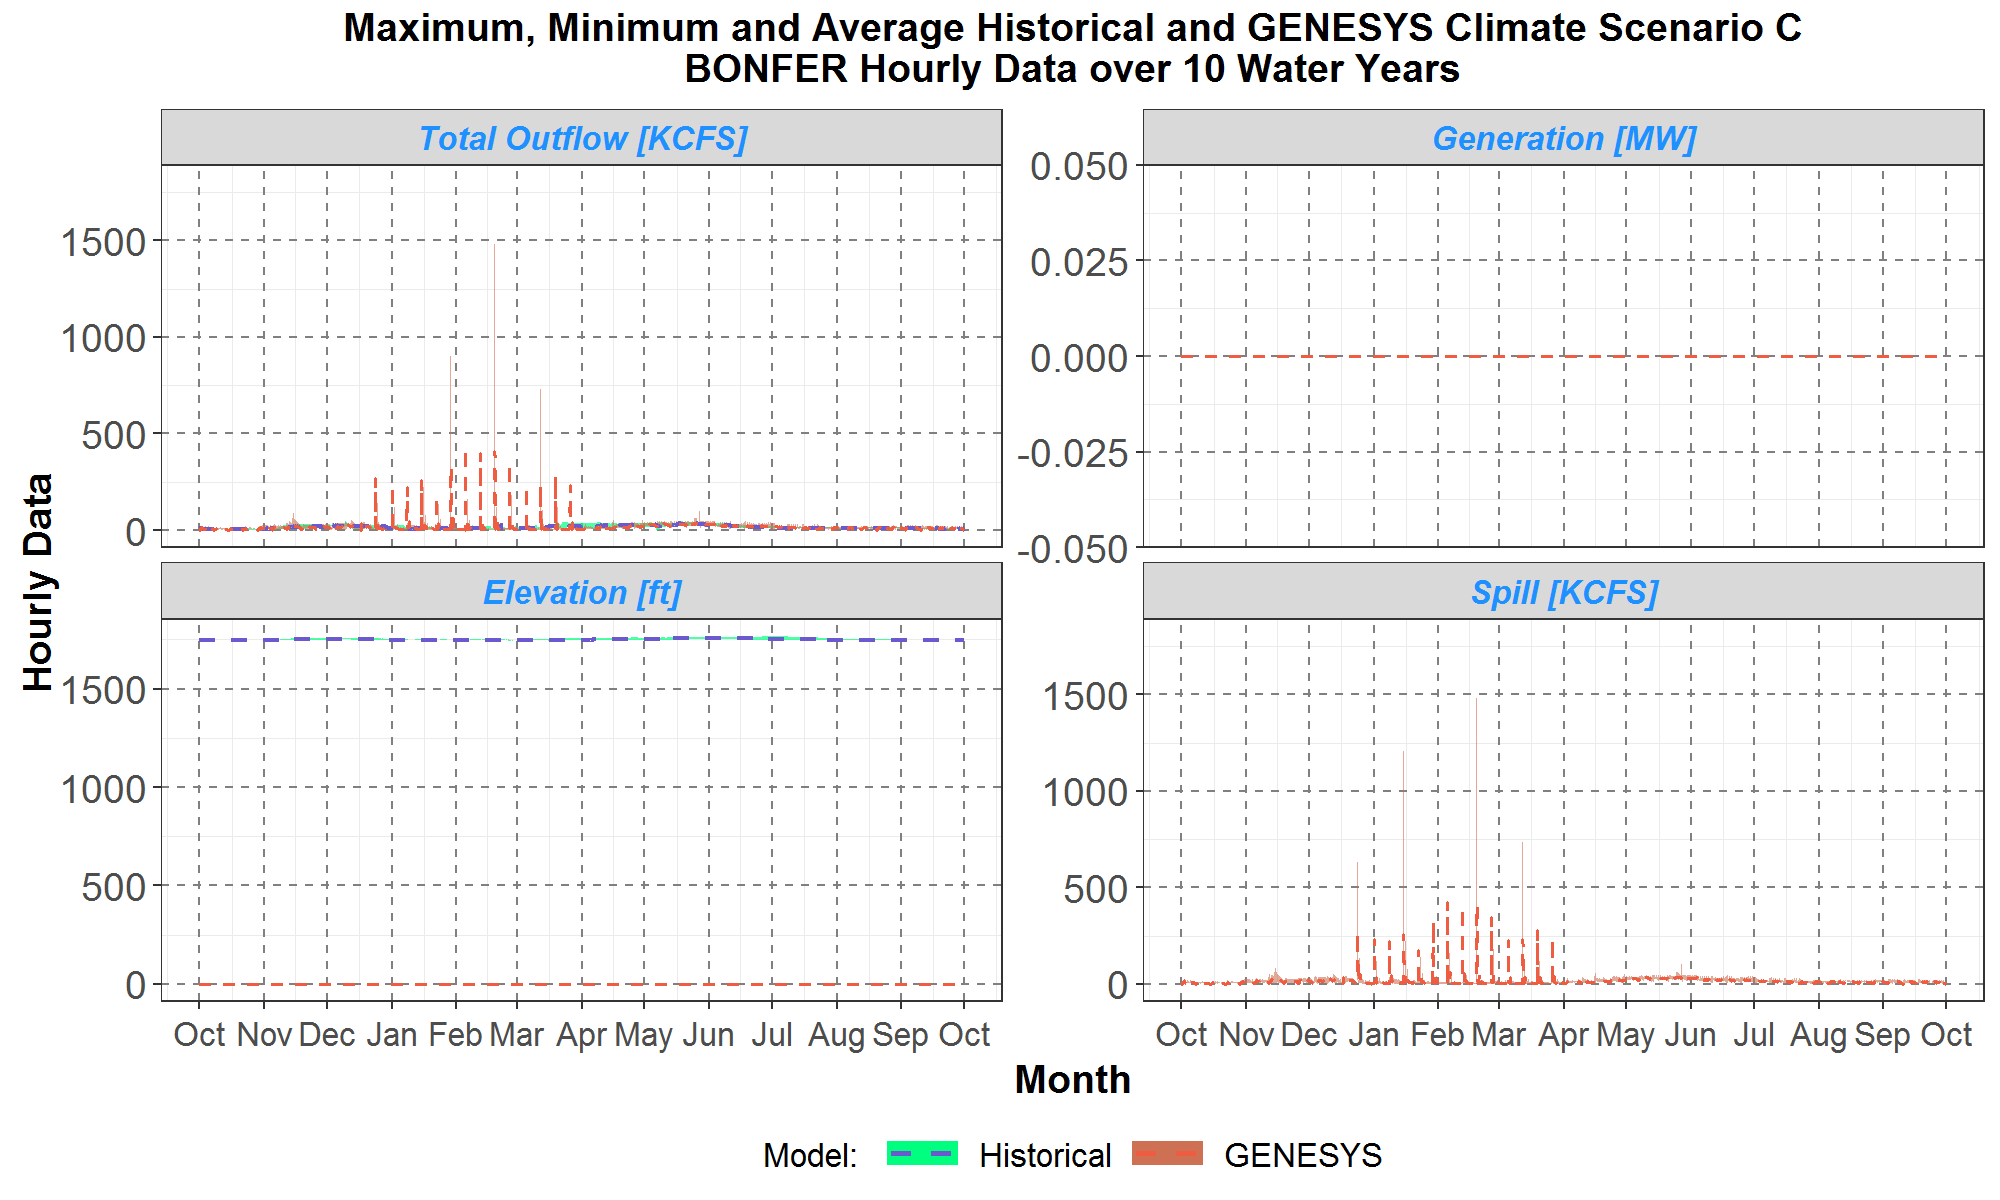 Maximum, Minimum and Average Historical and GENESYS Climate Scenario C
BONFER Hourly Data over 10 Water Years
Total Outflow [KCFS]
1500
1000
500
0
Generation [MW]
0.050
0.025
0.000
-0.025
-0.050
Hourly Data
Elevation [ft]
1500
1000
500
0
Oct Nov Dec Jan Feb Mar Apr May Jun Jul Aug Sep Oct
Spill [KCFS]
1500
1000
500
0
Oct Nov Dec Jan Feb Mar Apr May Jun Jul Aug Sep Oct
Month
Model: Historical GENESYS